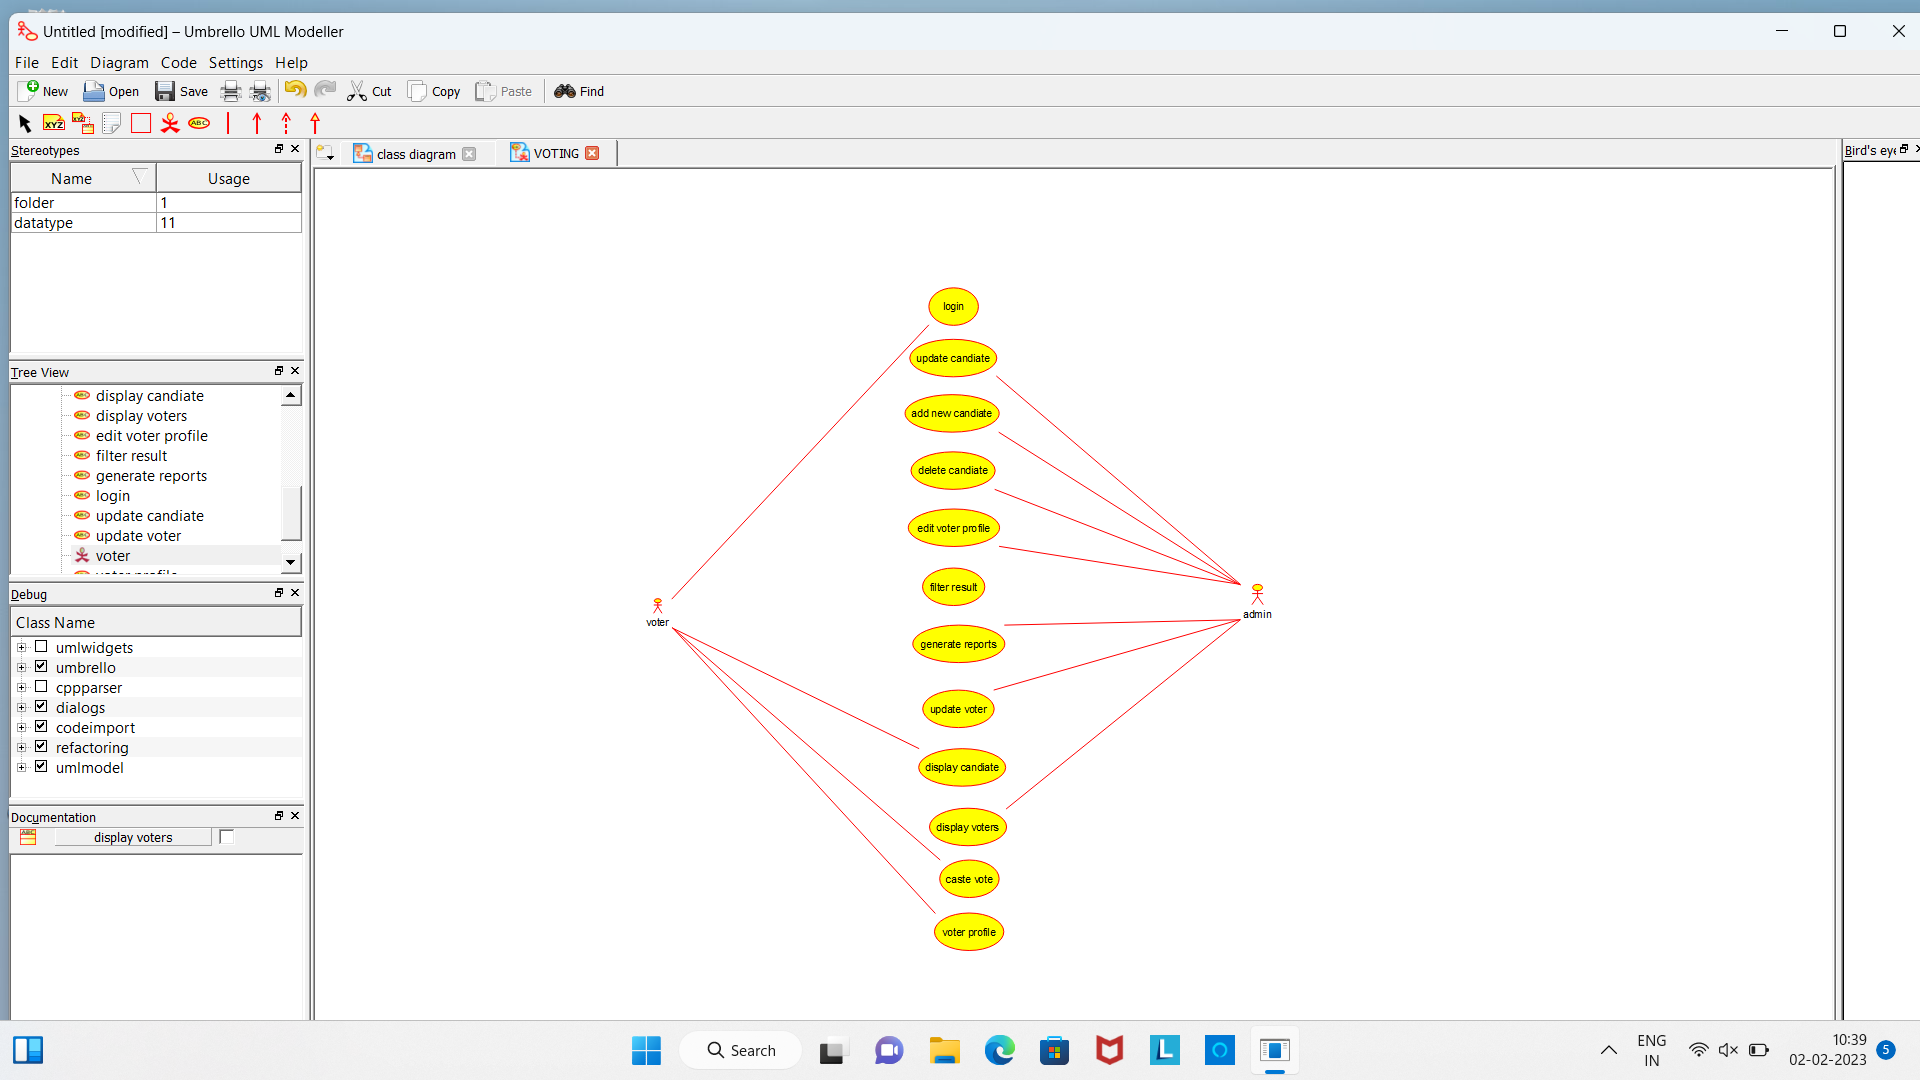 Untitled [modified] – Umbrello UML Modeller
File Edit Diagram Code Settings Help
New Open Save Cut Copy Paste Find
XYZ XYZ ABC
Stereotypes
Name Usage
folder 1
datatype 11
Tree View
display candiate
display voters
edit voter profile
filter result
generate reports
login
update candiate
update voter
voter
voter profile
Debug
Class Name
umlwidgets
umbrello
cppparser
dialogs
codeimport
refactoring
umlmodel
Documentation
display voters
class diagram VOTING
Bird's eye
login
update candiate
add new candiate
delete candiate
edit voter profile
filter result
generate reports
update voter
display candiate
display voters
caste vote
voter profile
voter
admin
Search
ENG
IN
10:39
02-02-2023
5